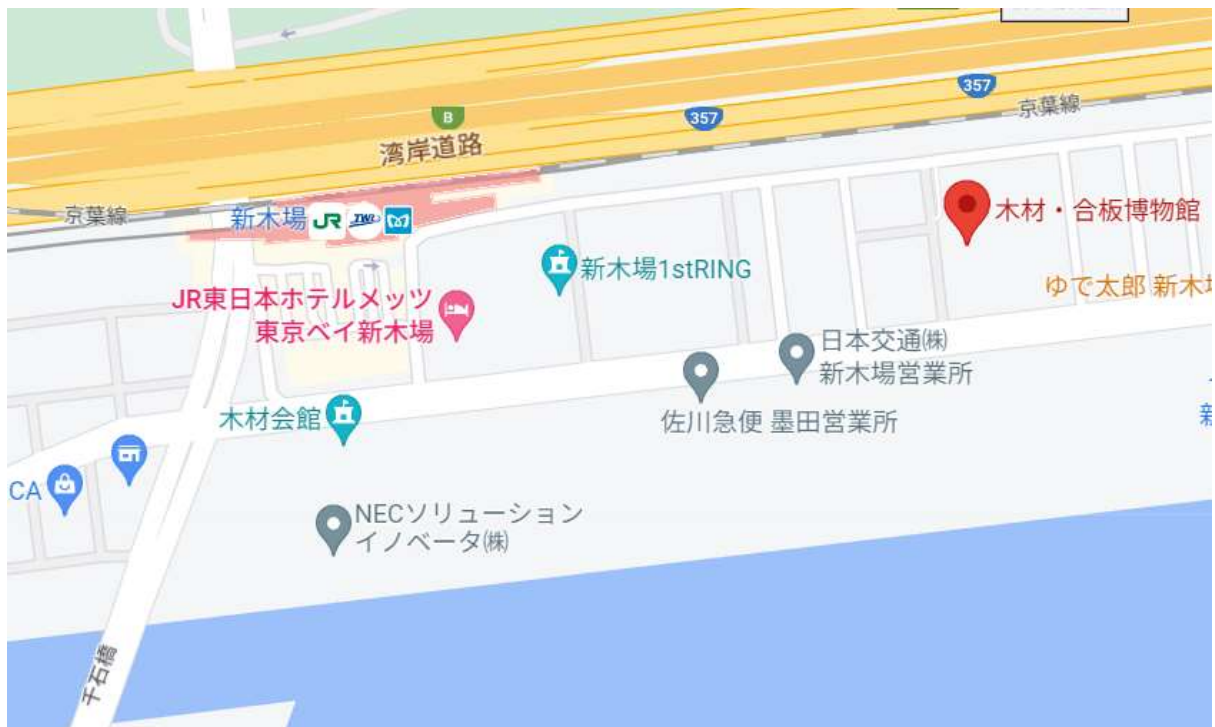 357
京葉線
B
357
湾岸道路
京葉線
新木場 JR TWR
木材・合板博物館
新木場1stRING
ゆで太郎 新木
JR東日本ホテルメッツ
東京ベイ新木場
日本交通㈱
新木場営業所
木材会館
佐川急便 墨田営業所
CA
NECソリューション
イノベータ㈱
千石橋